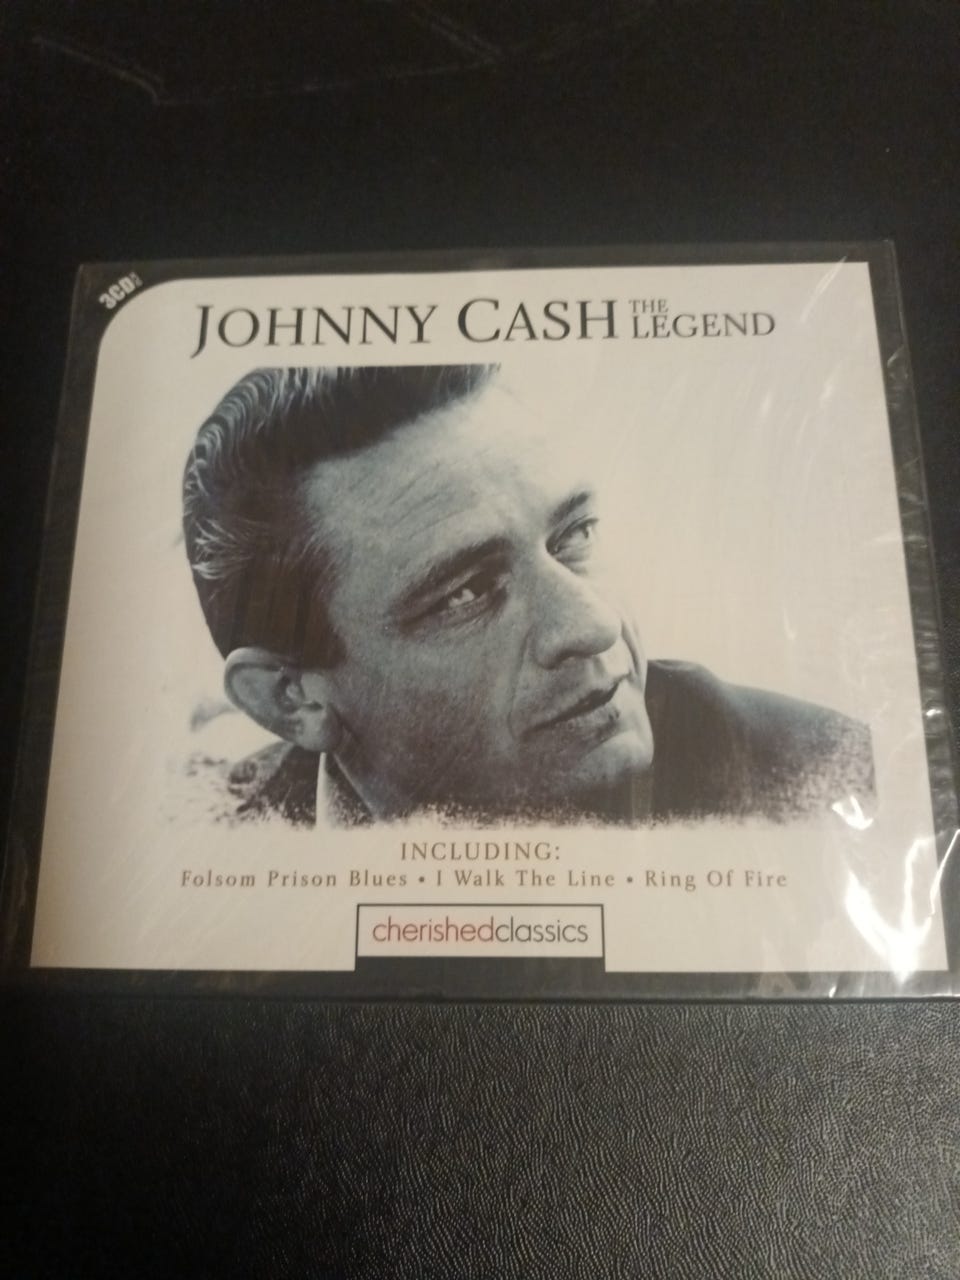 3CD
JOHNNY CASH THE LEGEND
INCLUDING:
Folsom Prison Blues • I Walk The Line • Ring Of Fire
cherishedclassics